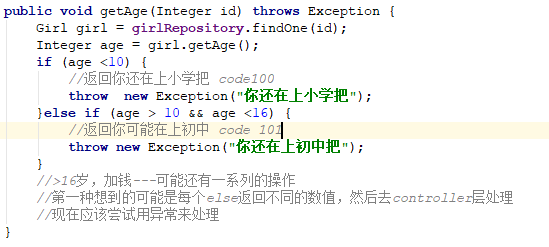 public void getAge(Integer id) throws Exception {
Girl girl = girlRepository.findOne(id);
Integer age = girl.getAge();
if (age <10) {
//返回你还在上小学把 code100
throw  new Exception("你还在上小学把");
}else if (age > 10 && age <16) {
//返回你可能在上初中 code 101
throw new Exception("你还在上初中把");
}
//>16岁，加钱---可能还有一系列的操作
//第一种想到的可能是每个else返回不同的数值，然后去controller层处理
//现在应该尝试用异常来处理
}